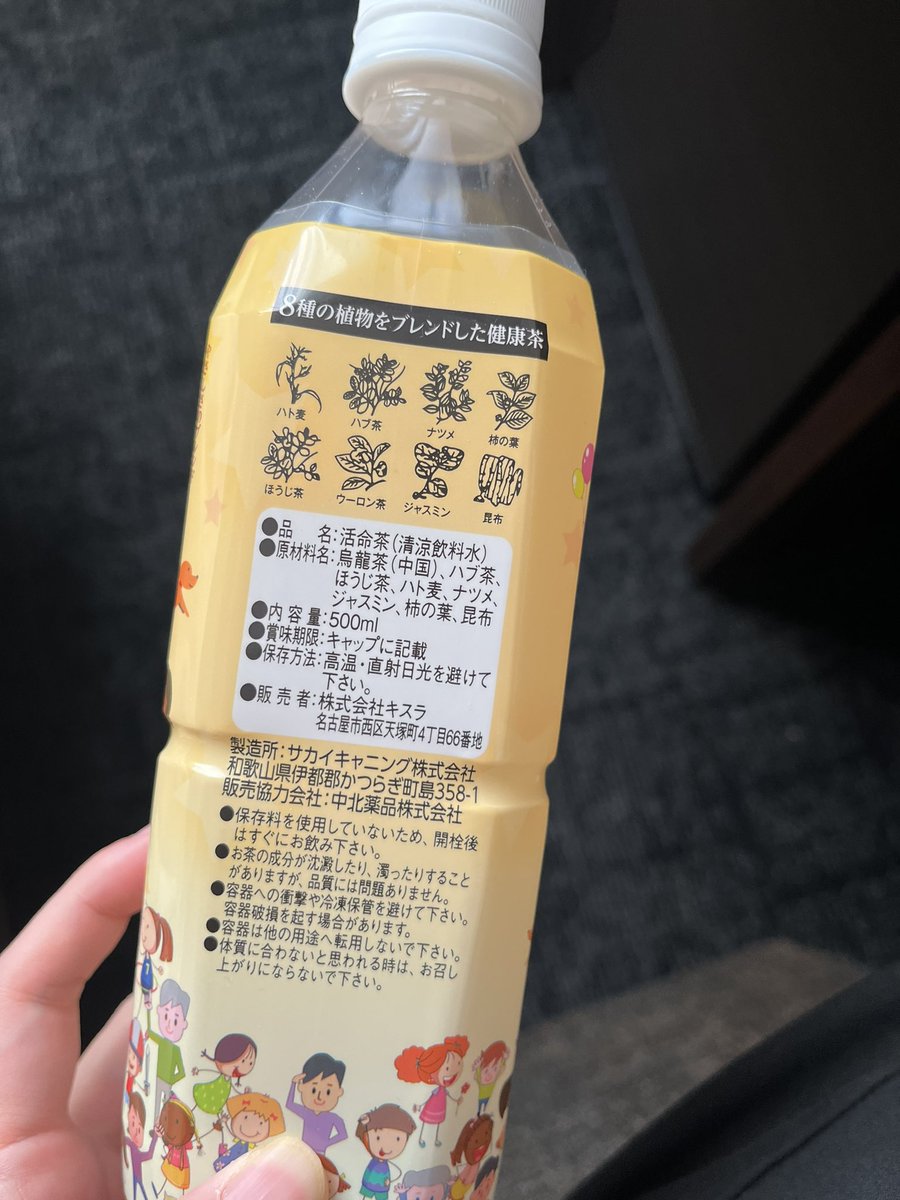 8種の植物をブレンドした健康茶
ハト麦
ハブ茶
ナツメ
柿の葉
ほうじ茶
ウーロン茶
ジャスミン
昆布
●品　名:活命茶(清涼飲料水)
●原材料名:烏龍茶(中国)、ハブ茶、
ほうじ茶、ハト麦、ナツメ、
ジャスミン、柿の葉、昆布
●内容量:500ml
●賞味期限:キャップに記載
●保存方法:高温・直射日光を避けて
下さい。
●販売者:株式会社キスラ
名古屋市西区天塚町4丁目66番地
製造所:サカイキャニング株式会社
和歌山県伊都郡かつらぎ町島358-1
販売協力会社:中北薬品株式会社
●保存料を使用していないため、開栓後
はすぐにお飲み下さい。
●お茶の成分が沈澱したり、濁ったりすること
がありますが、品質には問題ありません。
●容器への衝撃や冷凍保管を避けて下さい。
容器破損を起す場合があります。
●容器は他の用途へ転用しないで下さい。
●体質に合わないと思われる時は、お召し
上がりにならないで下さい。
7